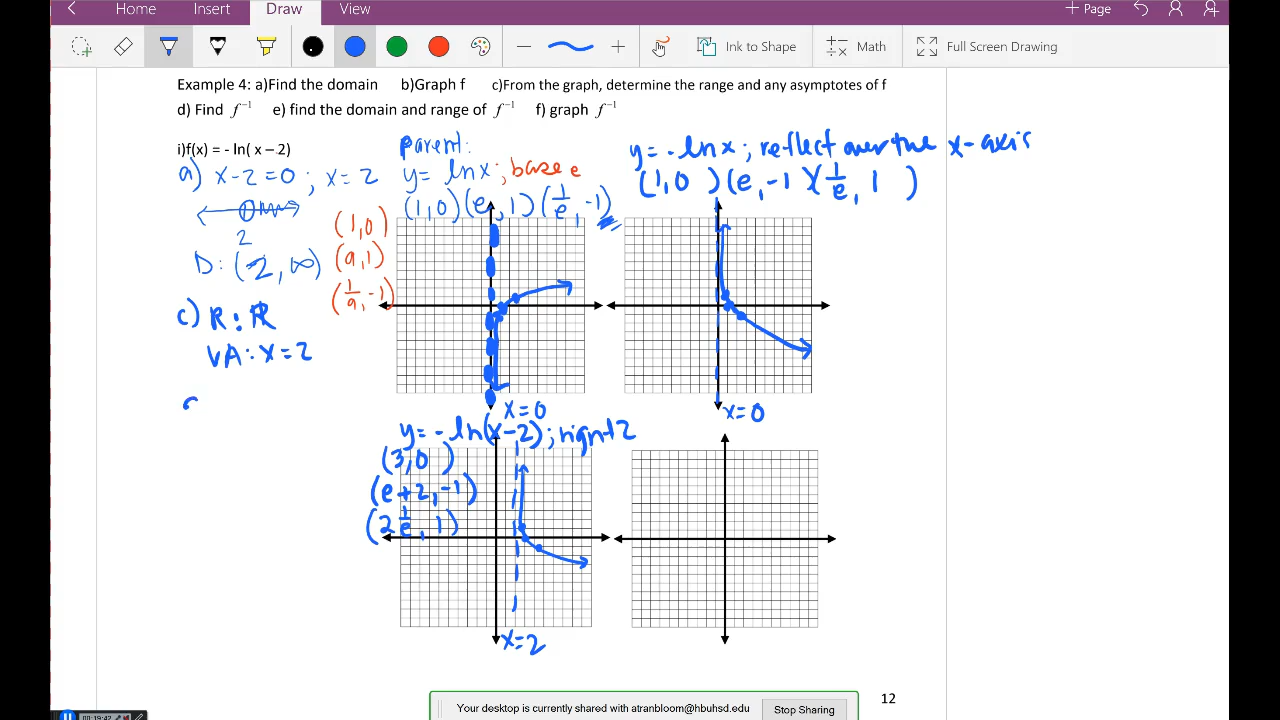 Home Insert Draw View
+ Page
Ink to Shape Math Full Screen Drawing
Example 4: a)Find the domain b)Graph f c)From the graph, determine the range and any asymptotes of f
d) Find f⁻¹ e) find the domain and range of f⁻¹ f) graph f⁻¹
i)f(x) = - ln( x – 2)
a) x-2=0 ; x=2
2
D: (2, ∞)
(1,0)
(a,1)
(1/a, -1)
c) R: ℝ
VA: x=2
parent:
y = ln x ; base e
(1,0) (e, 1) (1/e, -1)
x=0
y = -ln x ; reflect over the x-axis
(1,0 ) (e, -1 )( 1/e, 1 )
x=0
y = -ln(x-2) ; right 2
(3,0 )
(e+2, -1)
(2 1/e, 1)
x=2
12
Your desktop is currently shared with atranbloom@hbuhsd.edu Stop Sharing
00:19:42